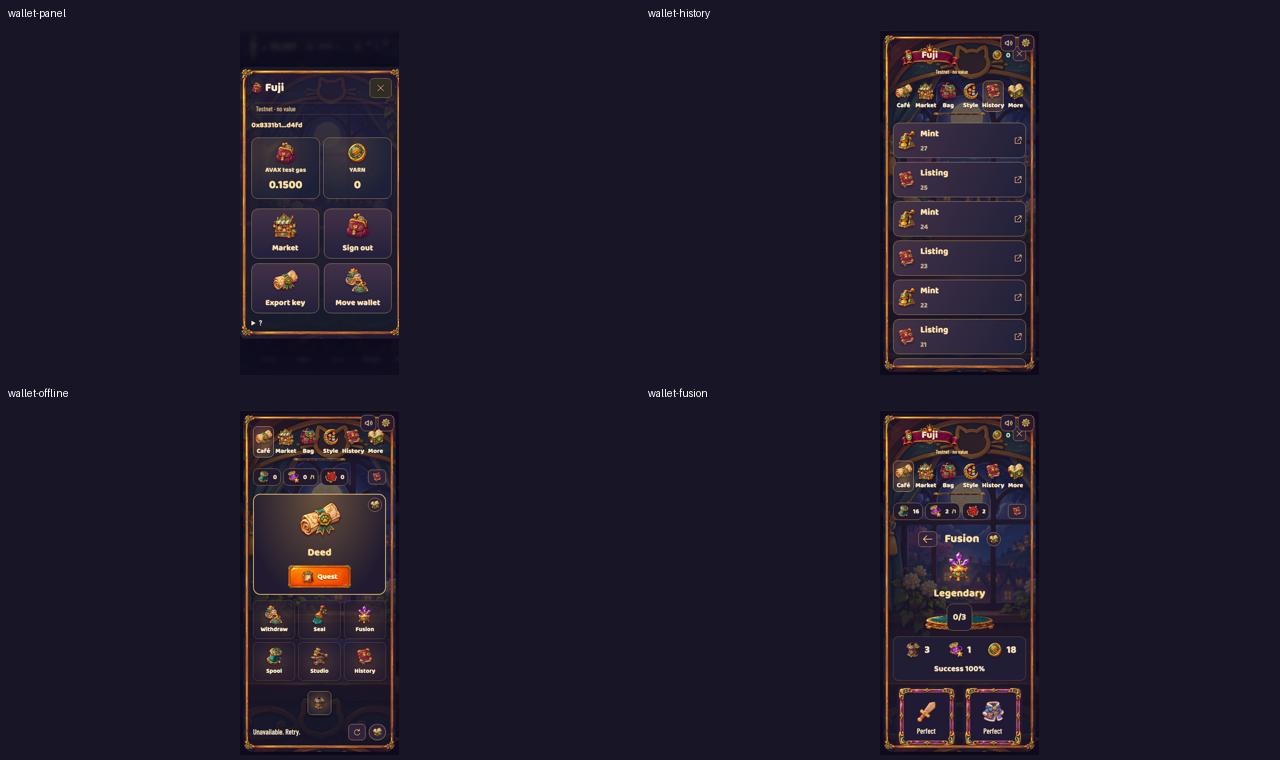 wallet-panel
Fuji
Testnet · no value
0x8331b1...d4fd
AVAX test gas
0.1500
YARN
0
Market
Sign out
Export key
Move wallet
▶ ?
wallet-history
Fuji
0
Testnet · no value
Café Market Bag Style History More
Mint
27
Listing
25
Mint
24
Listing
23
Mint
22
Listing
21
wallet-offline
Café Market Bag Style History More
0 0 /1 0
Deed
Quest
Withdraw Seal Fusion
Spool Studio History
Unavailable. Retry.
wallet-fusion
Fuji
0
Testnet · no value
Café Market Bag Style History More
16 2 /1 2
Fusion
Legendary
0/3
3 1 18
Success 100%
Perfect Perfect